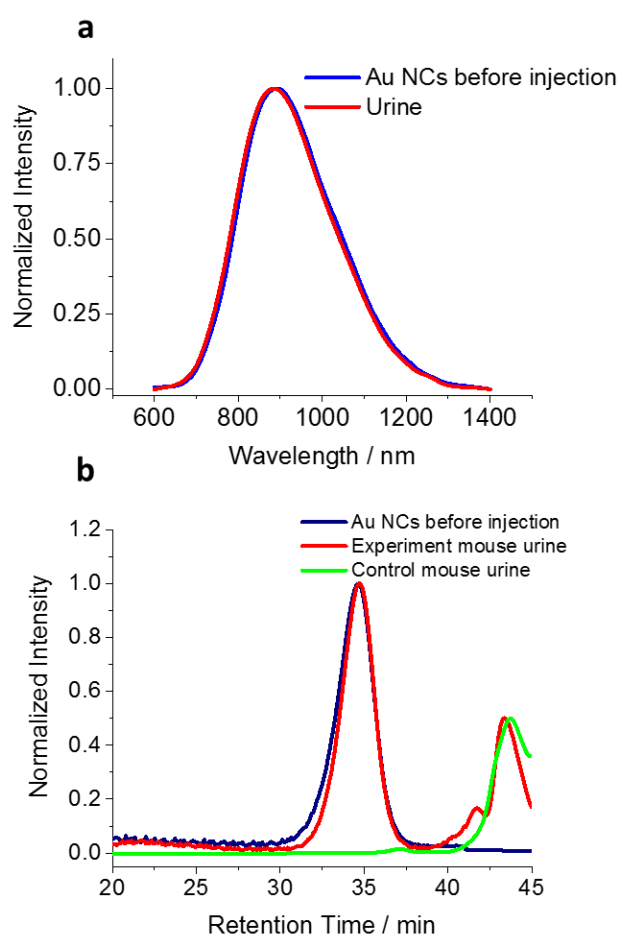 a
Au NCs before injection
Urine
1.00
0.75
0.50
0.25
0.00
Normalized Intensity
600 800 1000 1200 1400
Wavelength / nm
b
Au NCs before injection
Experiment mouse urine
Control mouse urine
1.2
1.0
0.8
0.6
0.4
0.2
0.0
Normalized Intensity
20 25 30 35 40 45
Retention Time / min